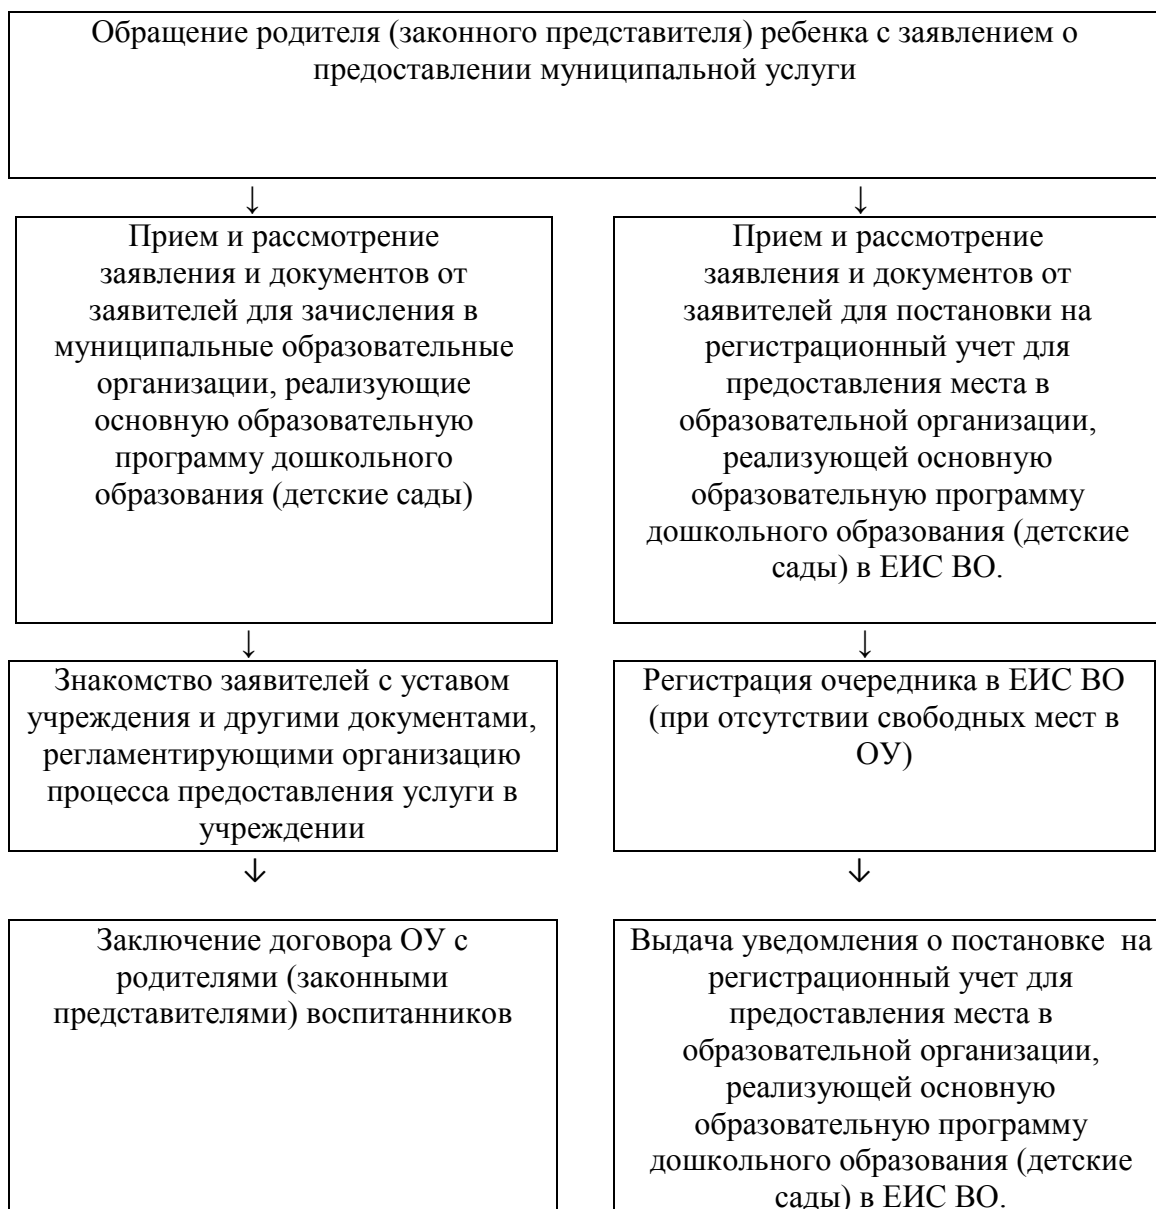 Обращение родителя (законного представителя) ребенка с заявлением о
предоставлении муниципальной услуги
↓
↓
Прием и рассмотрение
заявления и документов от
заявителей для зачисления в
муниципальные образовательные
организации, реализующие
основную образовательную
программу дошкольного
образования (детские сады)
Прием и рассмотрение
заявления и документов от
заявителей для постановки на
регистрационный учет для
предоставления места в
образовательной организации,
реализующей основную
образовательную программу
дошкольного образования (детские
сады) в ЕИС ВО.
↓
↓
Знакомство заявителей с уставом
учреждения и другими документами,
регламентирующими организацию
процесса предоставления услуги в
учреждении
Регистрация очередника в ЕИС ВО
(при отсутствии свободных мест в
ОУ)
↓
↓
Заключение договора ОУ с
родителями (законными
представителями) воспитанников
Выдача уведомления о постановке  на
регистрационный учет для
предоставления места в
образовательной организации,
реализующей основную
образовательную программу
дошкольного образования (детские
сады) в ЕИС ВО.